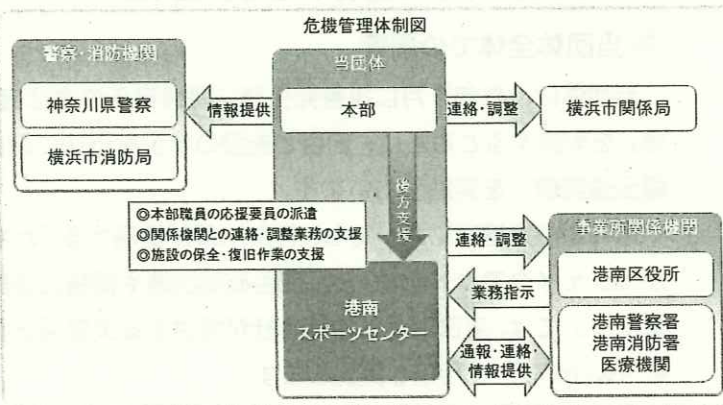 危機管理体制図
警察・消防機関
神奈川県警察
横浜市消防局
情報提供
当団体
本部
連絡・調整
横浜市関係局
後方支援
◎本部職員の応援要員の派遣
◎関係機関との連絡・調整業務の支援
◎施設の保全・復旧作業の支援
港南
スポーツセンター
連絡・調整
業務指示
通報・連絡・
情報提供
事業所関係機関
港南区役所
港南警察署
港南消防署
医療機関